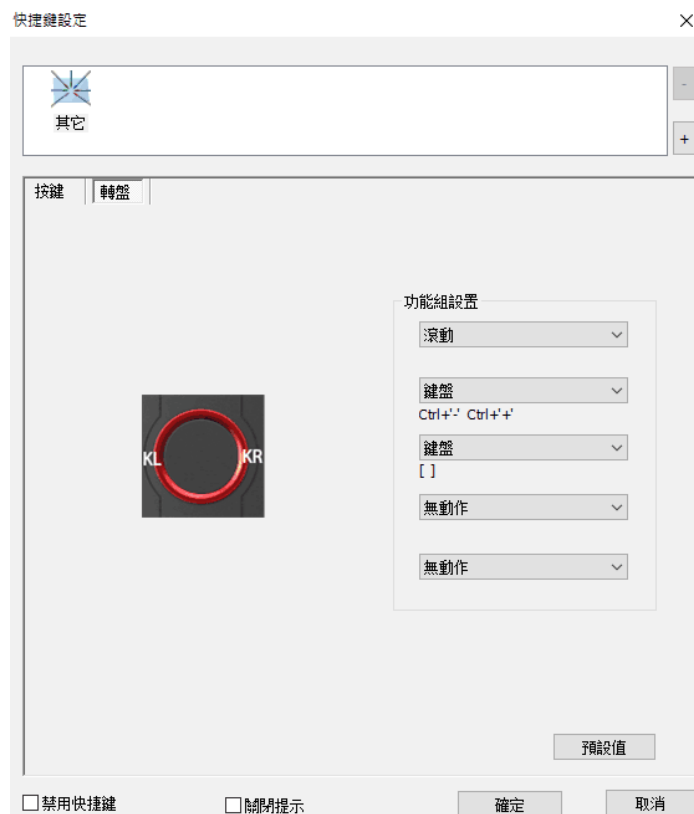 快捷鍵設定
-
其它
+
按鍵 轉盤
功能組設置
滾動
鍵盤
Ctrl+'-' Ctrl+'+'
KL KR
鍵盤
[ ]
無動作
無動作
預設值
禁用快捷鍵 關閉提示 確定 取消